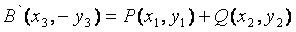 B`(x₃,-y₃) = P(x₁,y₁)+Q(x₂,y₂)